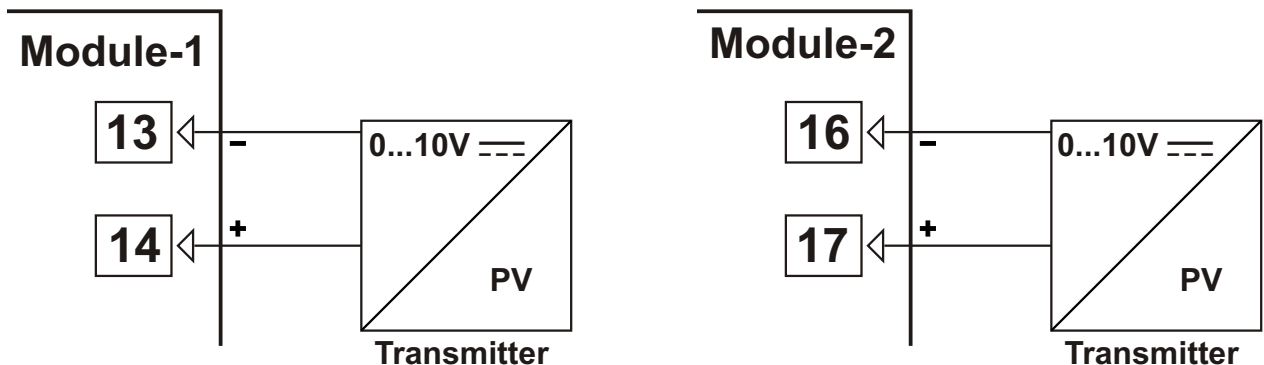 Module-1
13
-
0...10V
14
+
PV
Transmitter
Module-2
16
-
0...10V
17
+
PV
Transmitter